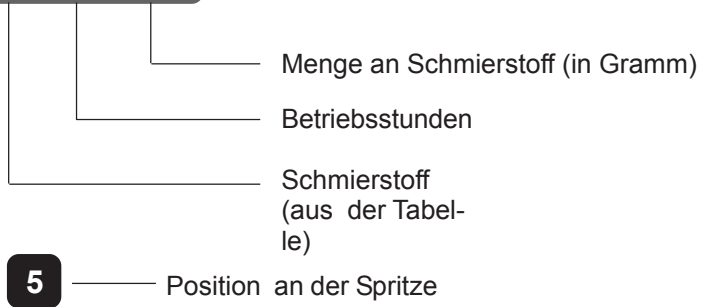 Menge an Schmierstoff (in Gramm)
Betriebsstunden
Schmierstoff
(aus der Tabel-
le)
5 Position an der Spritze